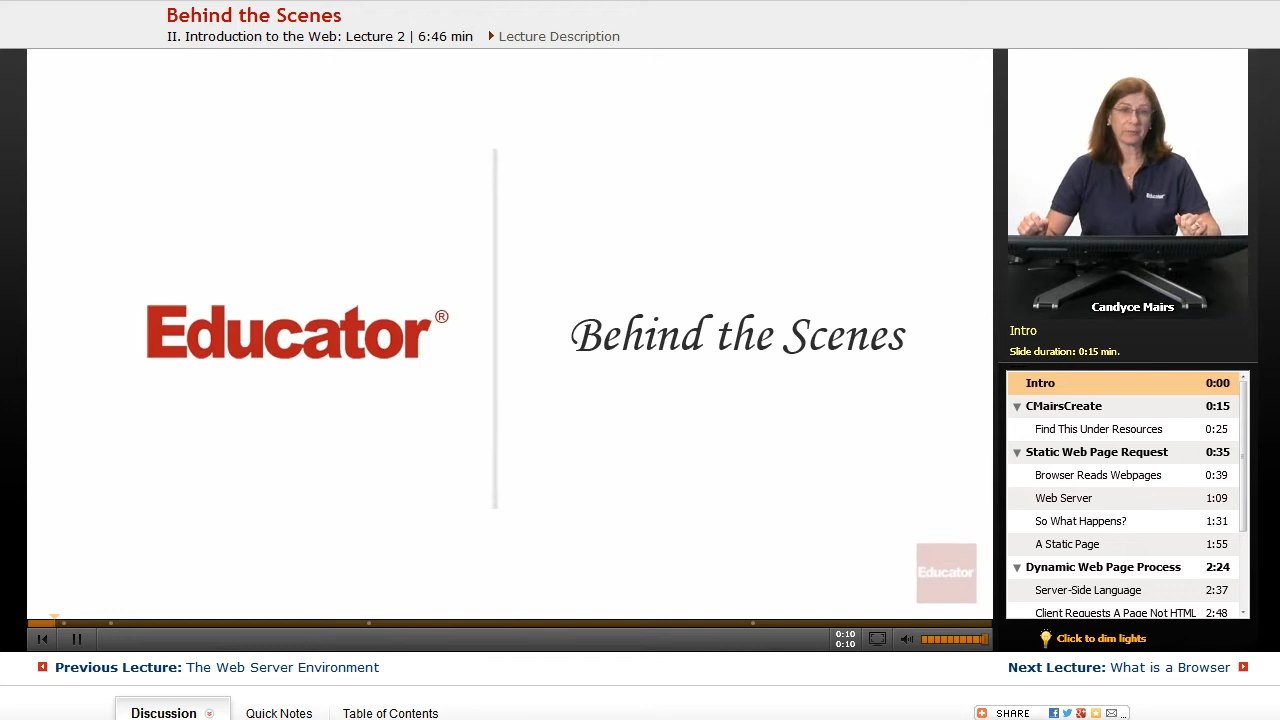 Behind the Scenes
II. Introduction to the Web: Lecture 2 | 6:46 min Lecture Description
Educator®
Behind the Scenes
Educator
Educator
Candyce Mairs
Intro
Slide duration: 0:15 min.
Intro 0:00
CMairsCreate 0:15
Find This Under Resources 0:25
Static Web Page Request 0:35
Browser Reads Webpages 0:39
Web Server 1:09
So What Happens? 1:31
A Static Page 1:55
Dynamic Web Page Process 2:24
Server-Side Language 2:37
Client Requests A Page Not HTML 2:48
0:10
0:10
Click to dim lights
Previous Lecture: The Web Server Environment
Next Lecture: What is a Browser
Discussion Quick Notes Table of Contents
SHARE